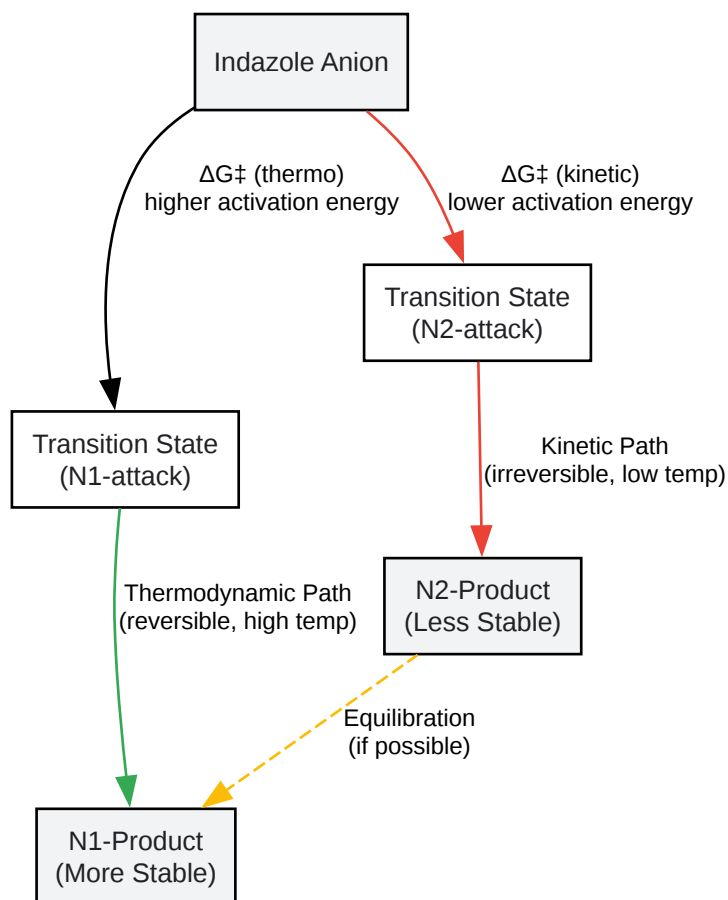 Indazole Anion
ΔG‡ (thermo)
higher activation energy
ΔG‡ (kinetic)
lower activation energy
Transition State
(N2-attack)
Transition State
(N1-attack)
Kinetic Path
(irreversible, low temp)
Thermodynamic Path
(reversible, high temp)
N2-Product
(Less Stable)
Equilibration
(if possible)
N1-Product
(More Stable)